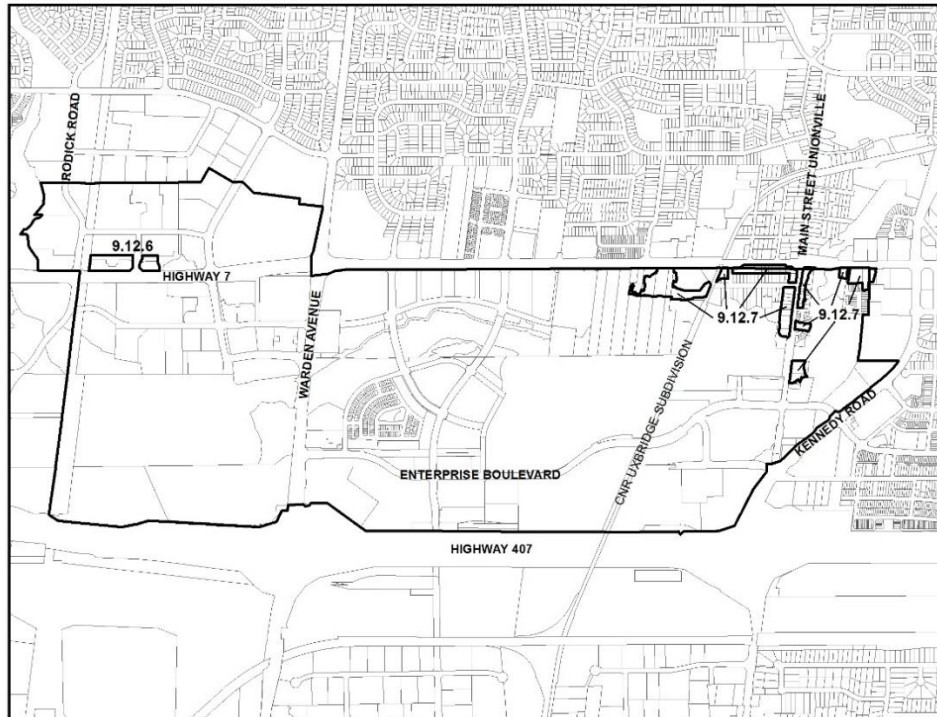 RODICK ROAD
MAIN STREET UNIONVILLE
9.12.6
HIGHWAY 7
WARDEN AVENUE
9.12.7
9.12.7
CNR UXBRIDGE SUBDIVISION
KENNEDY ROAD
ENTERPRISE BOULEVARD
HIGHWAY 407